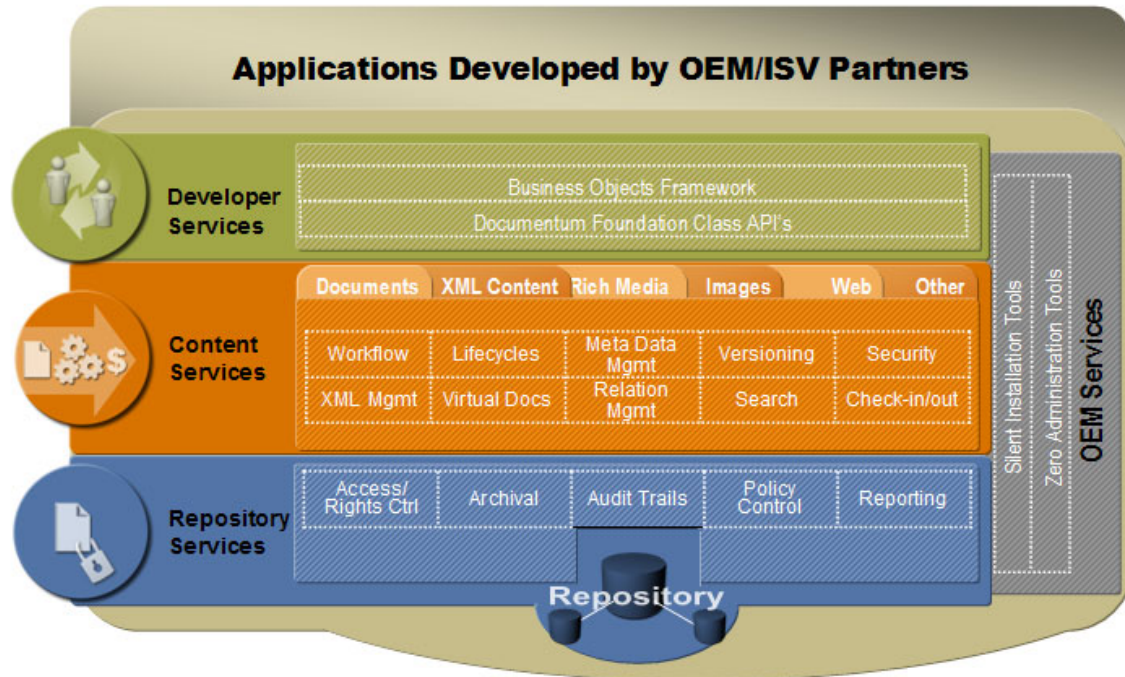 Applications Developed by OEM/ISV Partners
Developer
Services
Business Objects Framework
Documentum Foundation Class API's
Content
Services
Documents
XML Content
Rich Media
Images
Web
Other
Workflow
Lifecycles
Meta Data
Mgmt
Versioning
Security
XML Mgmt
Virtual Docs
Relation
Mgmt
Search
Check-in/out
Repository
Services
Access/
Rights Ctrl
Archival
Audit Trails
Policy
Control
Reporting
Repository
Silent Installation Tools
Zero Administration Tools
OEM Services
$